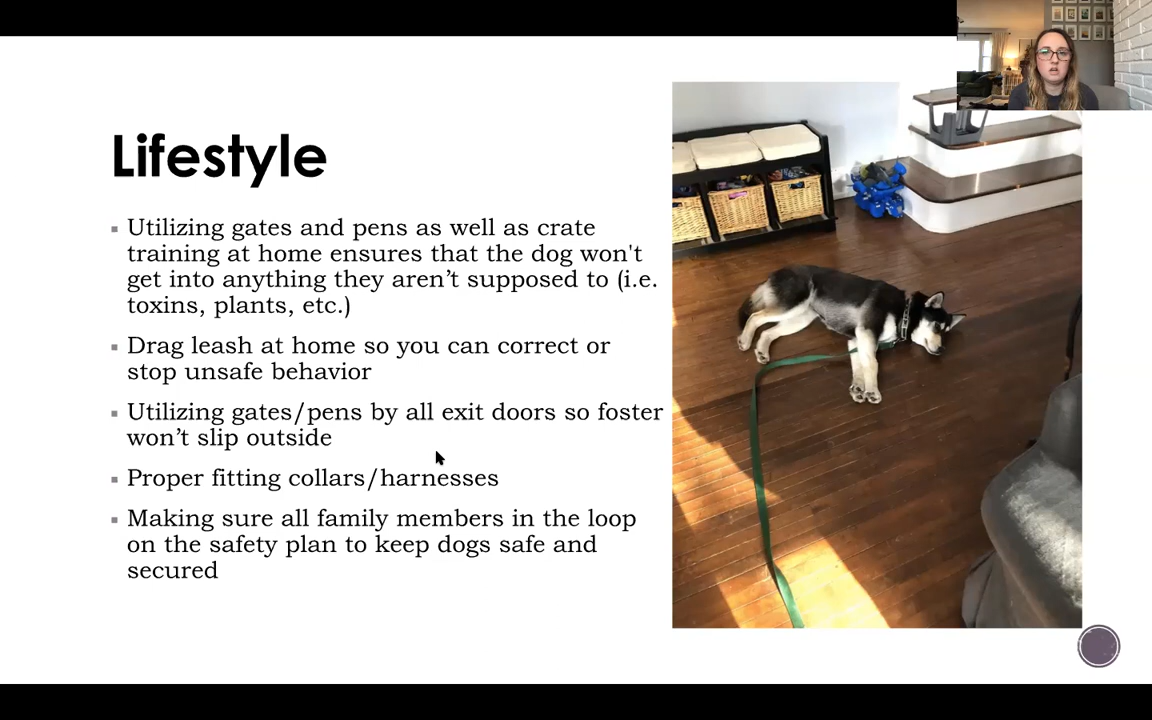 Lifestyle
Utilizing gates and pens as well as crate
training at home ensures that the dog won't
get into anything they aren’t supposed to (i.e.
toxins, plants, etc.)
Drag leash at home so you can correct or
stop unsafe behavior
Utilizing gates/pens by all exit doors so foster
won’t slip outside
Proper fitting collars/harnesses
Making sure all family members in the loop
on the safety plan to keep dogs safe and
secured